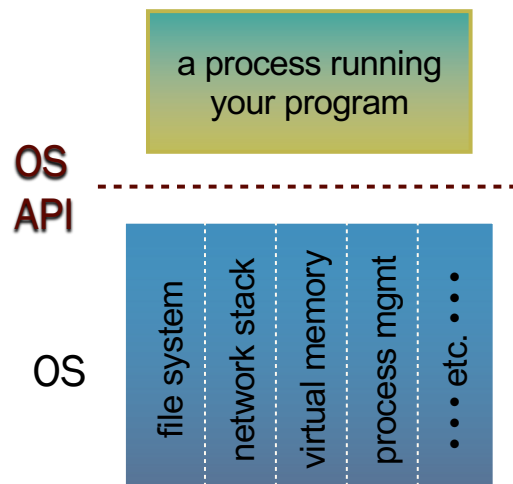 a process running
your program
OS
API
OS
file system
network stack
virtual memory
process mgmt
• • • etc. • • •